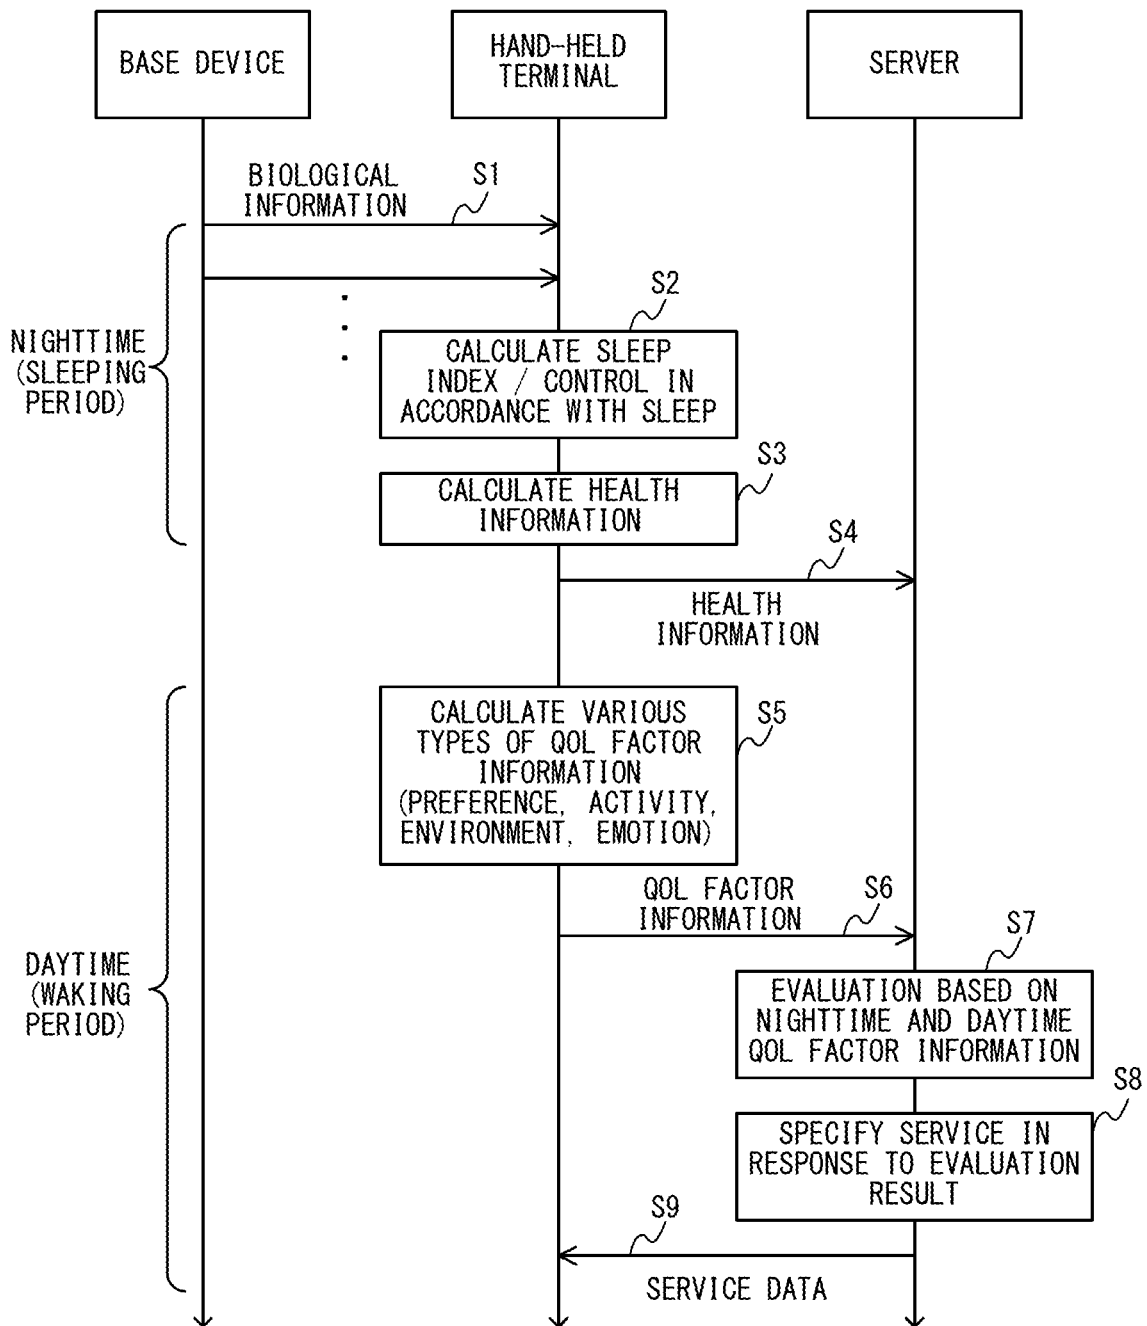 BASE DEVICE
HAND-HELD
TERMINAL
SERVER
BIOLOGICAL
INFORMATION
S1
NIGHTTIME
(SLEEPING
PERIOD)
S2
CALCULATE SLEEP
INDEX / CONTROL IN
ACCORDANCE WITH SLEEP
S3
CALCULATE HEALTH
INFORMATION
S4
HEALTH
INFORMATION
DAYTIME
(WAKING
PERIOD)
CALCULATE VARIOUS
TYPES OF QOL FACTOR
INFORMATION
(PREFERENCE, ACTIVITY,
ENVIRONMENT, EMOTION)
S5
QOL FACTOR
INFORMATION
S6
S7
EVALUATION BASED ON
NIGHTTIME AND DAYTIME
QOL FACTOR INFORMATION
S8
SPECIFY SERVICE IN
RESPONSE TO EVALUATION
RESULT
S9
SERVICE DATA